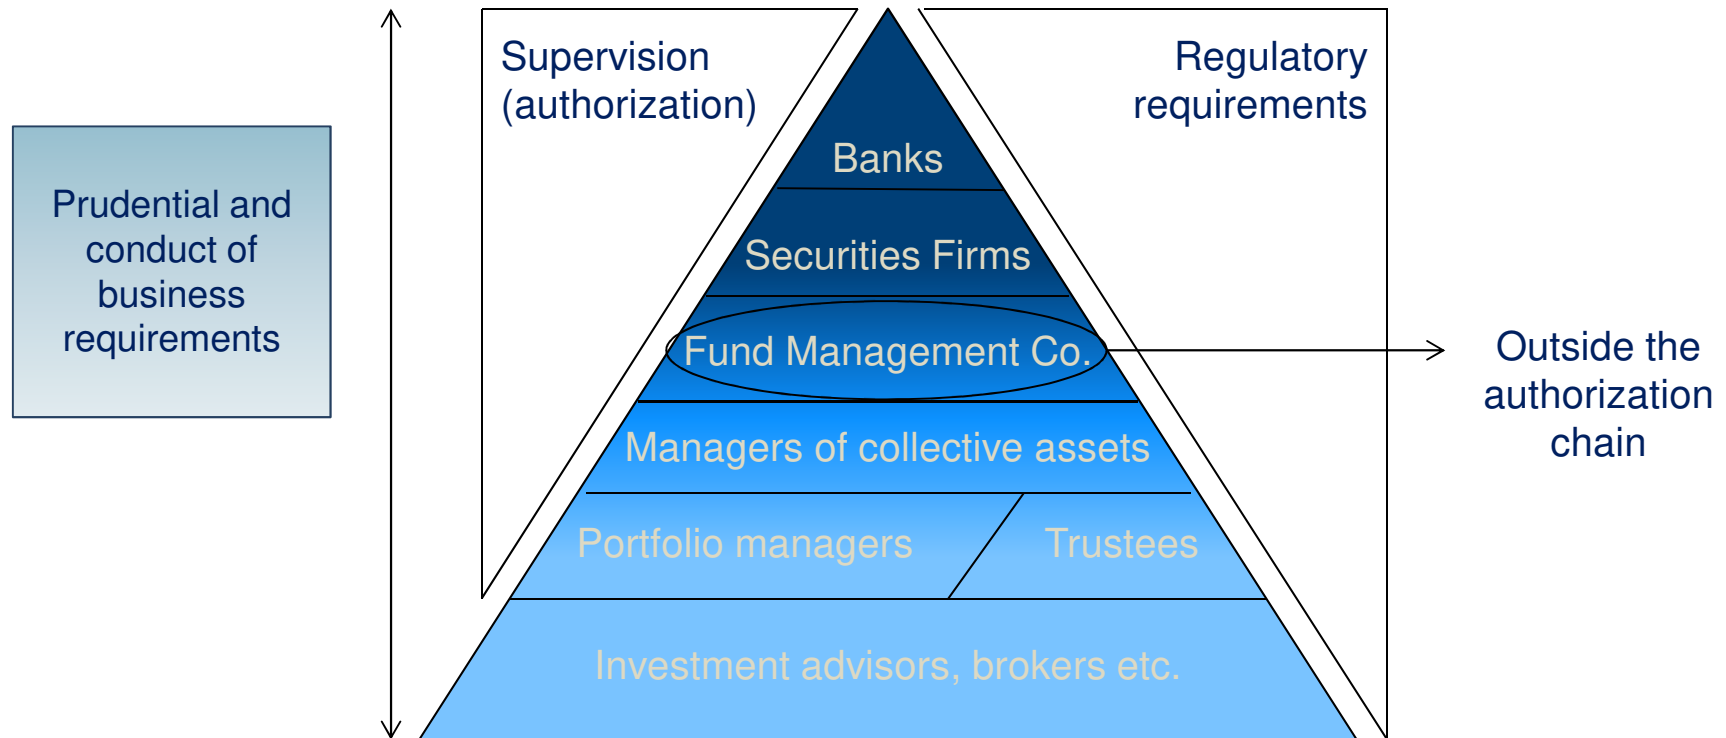 Supervision
(authorization)
Regulatory
requirements
Prudential and
conduct of
business
requirements
Banks
Securities Firms
Fund Management Co.
Outside the
authorization
chain
Managers of collective assets
Portfolio managers
Trustees
Investment advisors, brokers etc.